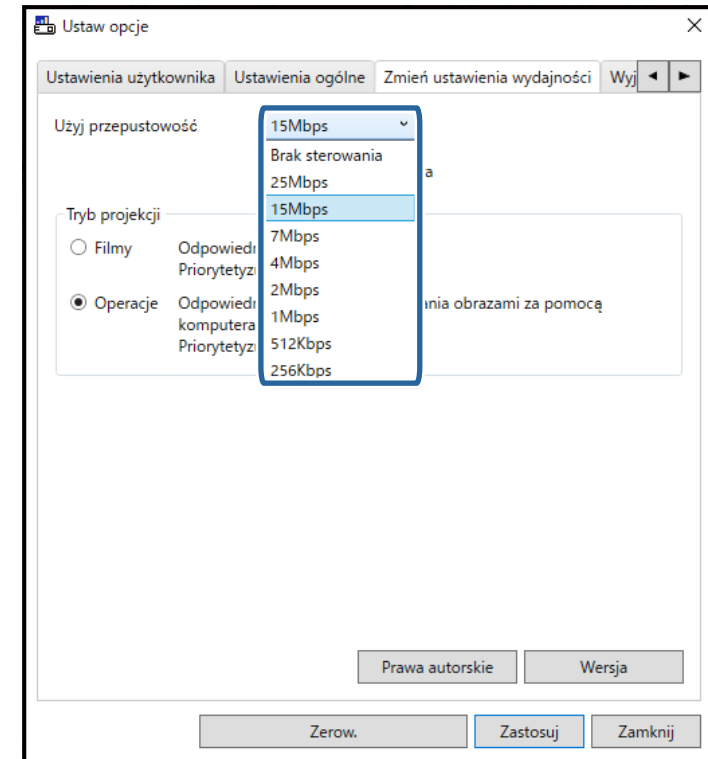 Ustaw opcje
Ustawienia użytkownika Ustawienia ogólne Zmień ustawienia wydajności
Użyj przepustowość 15Mbps
Brak sterowania
25Mbps
15Mbps
7Mbps
4Mbps
2Mbps
1Mbps
512Kbps
256Kbps
Tryb projekcji
Filmy
Operacje obrazami za pomocą
komputera
Prawa autorskie Wersja
Zerow. Zastosuj Zamknij